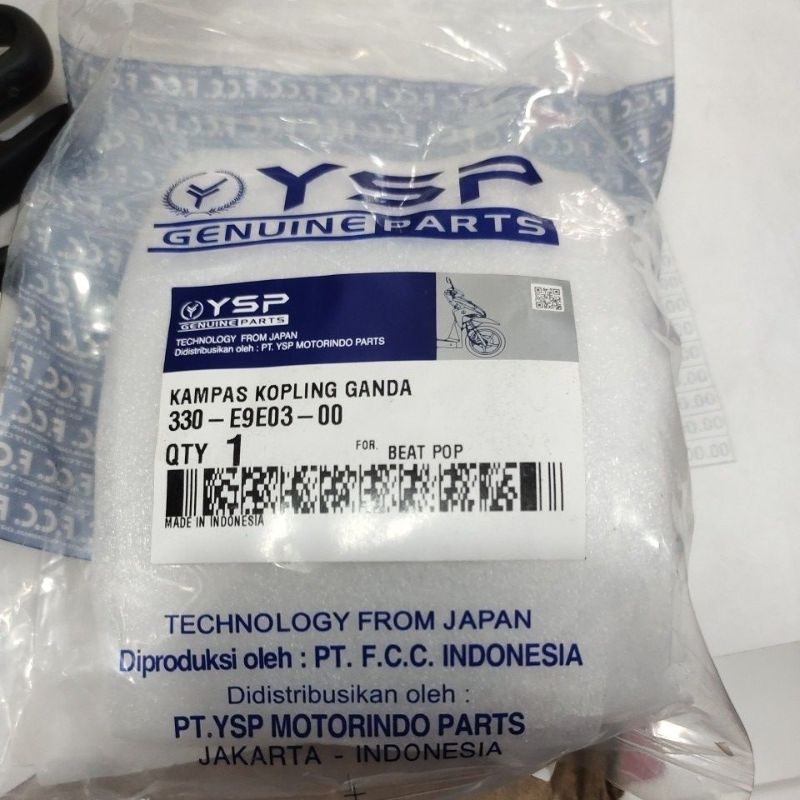 YSP
GENUINE PARTS
YSP
GENUINE PARTS
TECHNOLOGY FROM JAPAN
Didistribusikan oleh : PT. YSP MOTORINDO PARTS
KAMPAS KOPLING GANDA
330-E9E03-00
QTY 1 FOR. BEAT POP
MADE IN INDONESIA
TECHNOLOGY FROM JAPAN
Diproduksi oleh : PT. F.C.C. INDONESIA
Didistribusikan oleh :
PT.YSP MOTORINDO PARTS
JAKARTA - INDONESIA